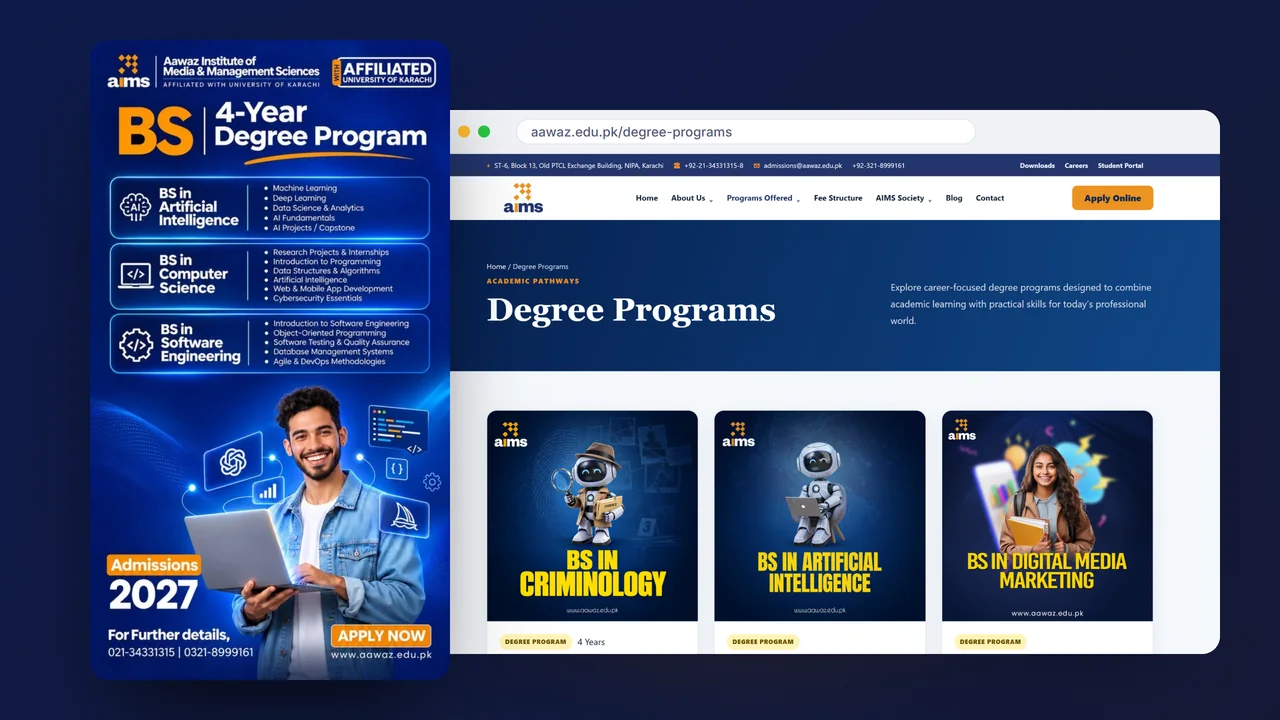 aims
Aawaz Institute of
Media & Management Sciences
AFFILIATED WITH UNIVERSITY OF KARACHI
WITH
AFFILIATED
UNIVERSITY OF KARACHI
BS
4-Year
Degree Program
AI
BS in
Artificial
Intelligence
• Machine Learning
• Deep Learning
• Data Science & Analytics
• AI Fundamentals
• AI Projects / Capstone
</>
BS in
Computer
Science
• Research Projects & Internships
• Introduction to Programming
• Data Structures & Algorithms
• Artificial Intelligence
• Web & Mobile App Development
• Cybersecurity Essentials
</>
BS in
Software
Engineering
• Introduction to Software Engineering
• Object-Oriented Programming
• Software Testing & Quality Assurance
• Database Management Systems
• Agile & DevOps Methodologies
</>
{ }
Admissions
2027
For Further details,
021-34331315 | 0321-8999161
APPLY NOW
www.aawaz.edu.pk
aawaz.edu.pk/degree-programs
ST-6, Block 13, Old PTCL Exchange Building, NIPA, Karachi +92-21-34331315-8 admissions@aawaz.edu.pk +92-321-8999161 Downloads Careers Student Portal
aims
Home About Us Programs Offered Fee Structure AIMS Society Blog Contact Apply Online
Home / Degree Programs
ACADEMIC PATHWAYS
Degree Programs
Explore career-focused degree programs designed to combine
academic learning with practical skills for today's professional
world.
aims
3
BS IN
CRIMINOLOGY
www.aawaz.edu.pk
DEGREE PROGRAM 4 Years
aims
BS IN ARTIFICIAL
INTELLIGENCE
www.aawaz.edu.pk
DEGREE PROGRAM
aims
BS IN DIGITAL MEDIA
MARKETING
www.aawaz.edu.pk
DEGREE PROGRAM